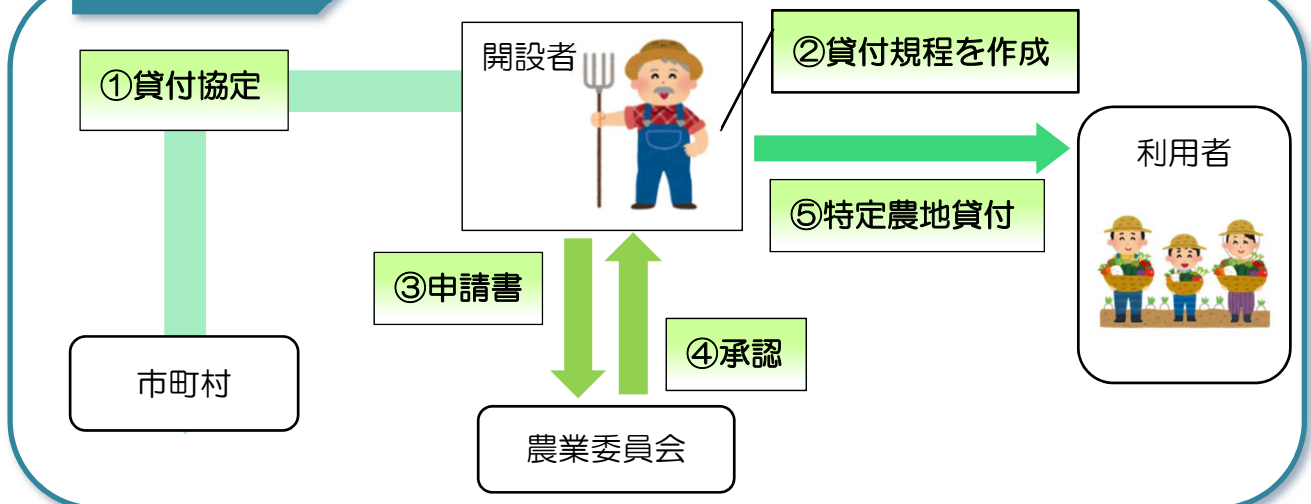 ①貸付協定
開設者
②貸付規程を作成
利用者
⑤特定農地貸付
③申請書
④承認
市町村
農業委員会